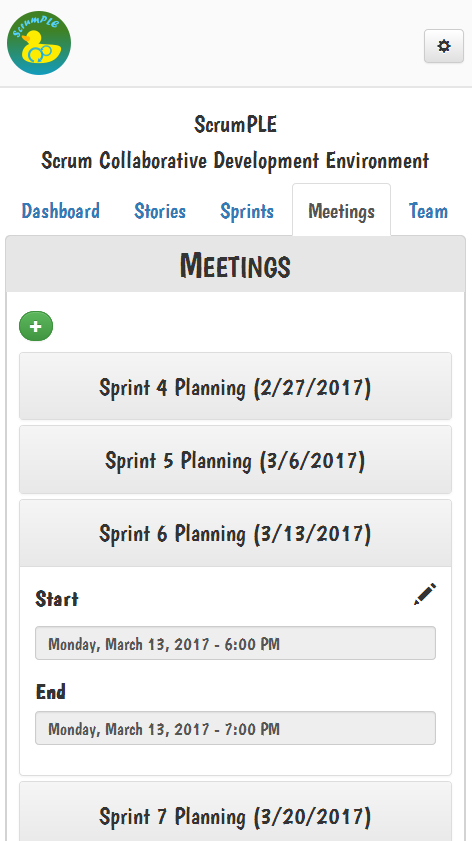 ScrumPLE
ScrumPLE
Scrum Collaborative Development Environment
Dashboard Stories Sprints Meetings Team
Meetings
+
Sprint 4 Planning (2/27/2017)
Sprint 5 Planning (3/6/2017)
Sprint 6 Planning (3/13/2017)
Start
Monday, March 13, 2017 - 6:00 PM
End
Monday, March 13, 2017 - 7:00 PM
Sprint 7 Planning (3/20/2017)